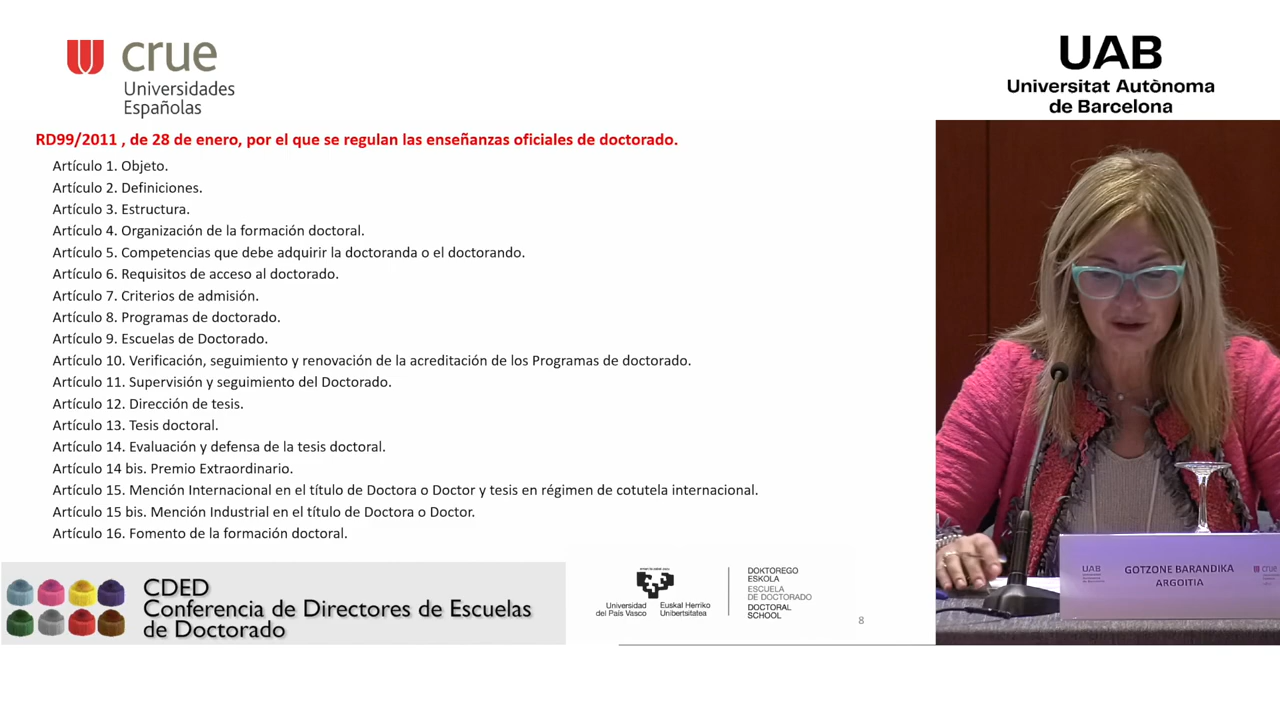 crue
Universidades
Españolas
UAB
Universitat Autònoma
de Barcelona
RD99/2011 , de 28 de enero, por el que se regulan las enseñanzas oficiales de doctorado.
Artículo 1. Objeto.
Artículo 2. Definiciones.
Artículo 3. Estructura.
Artículo 4. Organización de la formación doctoral.
Artículo 5. Competencias que debe adquirir la doctoranda o el doctorando.
Artículo 6. Requisitos de acceso al doctorado.
Artículo 7. Criterios de admisión.
Artículo 8. Programas de doctorado.
Artículo 9. Escuelas de Doctorado.
Artículo 10. Verificación, seguimiento y renovación de la acreditación de los Programas de doctorado.
Artículo 11. Supervisión y seguimiento del Doctorado.
Artículo 12. Dirección de tesis.
Artículo 13. Tesis doctoral.
Artículo 14. Evaluación y defensa de la tesis doctoral.
Artículo 14 bis. Premio Extraordinario.
Artículo 15. Mención Internacional en el título de Doctora o Doctor y tesis en régimen de cotutela internacional.
Artículo 15 bis. Mención Industrial en el título de Doctora o Doctor.
Artículo 16. Fomento de la formación doctoral.
CDED
Conferencia de Directores de Escuelas
de Doctorado
Universidad
del País Vasco
Euskal Herriko
Unibertsitatea
DOKTOREGO
ESKOLA
ESCUELA
DE DOCTORADO
DOCTORAL
SCHOOL
8
UAB
GOTZONE BARANDIKA
ARGOITIA
crue